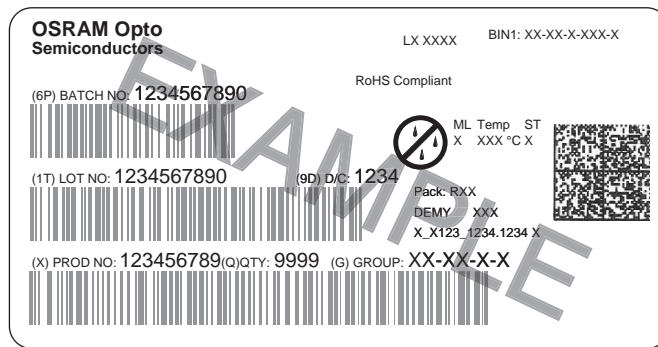 OSRAM Opto
Semiconductors
LX XXXX
BIN1: XX-XX-X-XXX-X
RoHS Compliant
(6P) BATCH NO: 1234567890
ML Temp ST
X XXX °C X
(1T) LOT NO: 1234567890 (9D) D/C: 1234
Pack: RXX
DEMY XXX
X_X123_1234.1234 X
(X) PROD NO: 123456789(Q)QTY: 9999 (G) GROUP: XX-XX-X-X
EXAMPLE